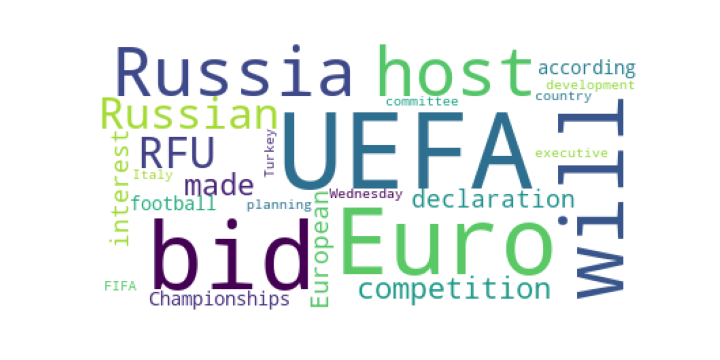 Russia
host
according
development
country
committee
Russian
UEFA
will
RFU
Turkey
interest
executive
Italy
made
Wednesday
declaration
football
planning
European
bid
Euro
competition
FIFA
Championships